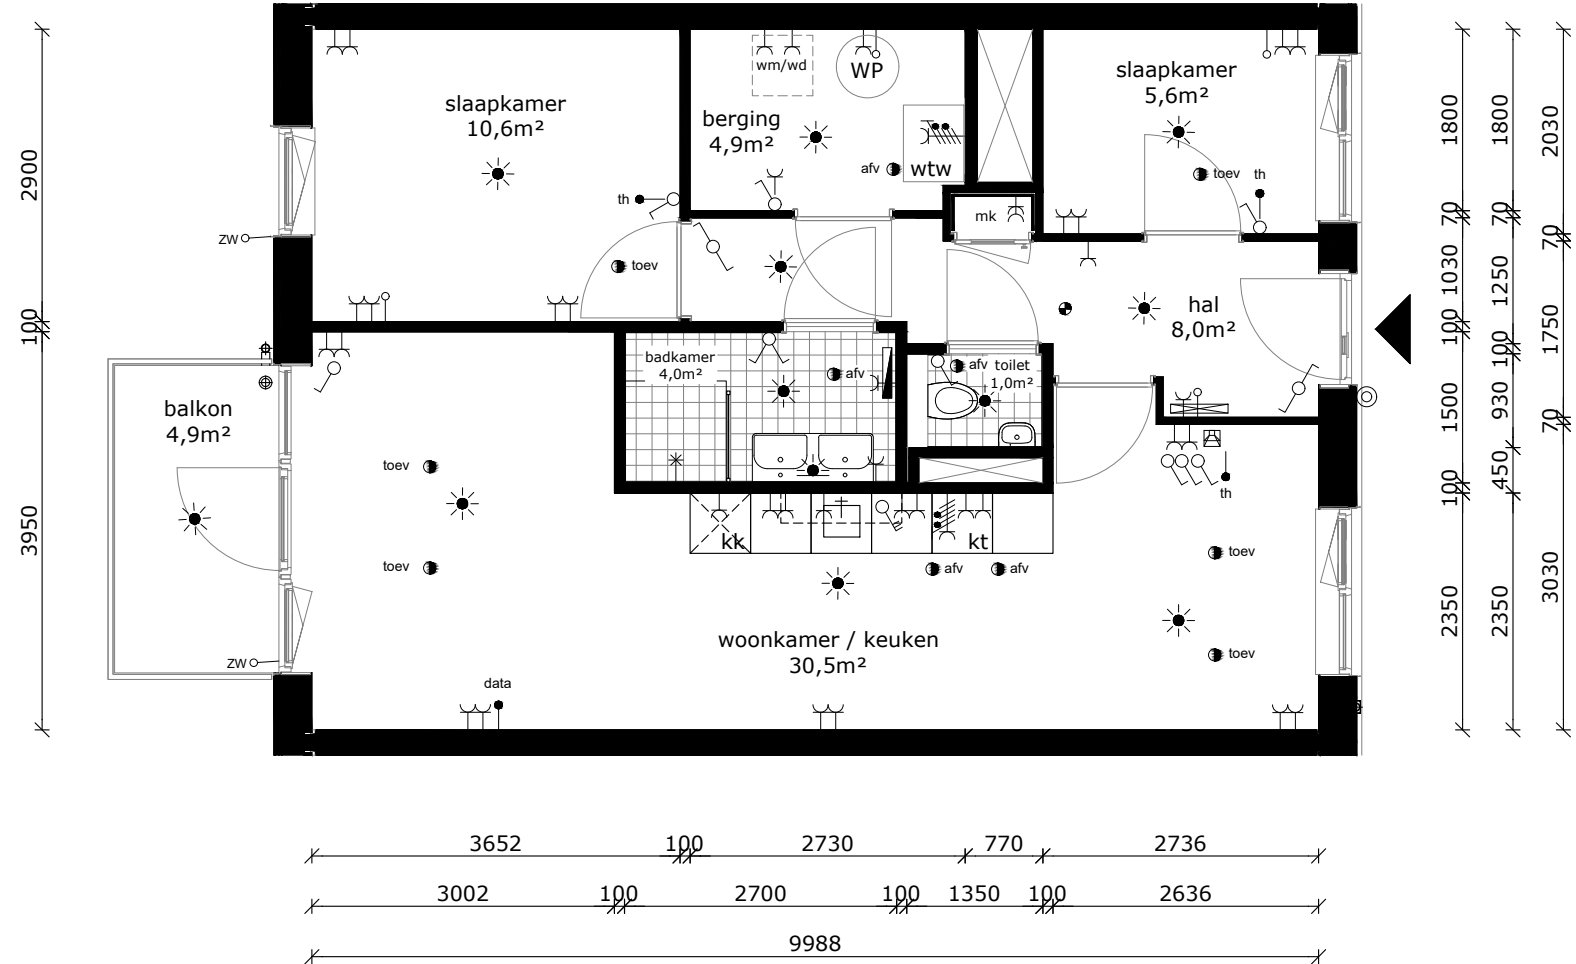 slaapkamer
10,6m²
wm/wd
WP
berging
4,9m²
afv
wtw
slaapkamer
5,6m²
toev
th
th
mk
ZW
toev
hal
8,0m²
badkamer
4,0m²
afv
afv
toilet
1,0m²
balkon
4,9m²
toev
toev
th
kk
kt
afv
afv
toev
toev
woonkamer / keuken
30,5m²
ZW
data
2900
100
3950
1800
70
1030
100
1500
100
2350
1800
70
1250
100
930
450
2350
2030
70
1750
70
3030
3652
100
2730
770
2736
3002
100
2700
100
1350
100
2636
9988